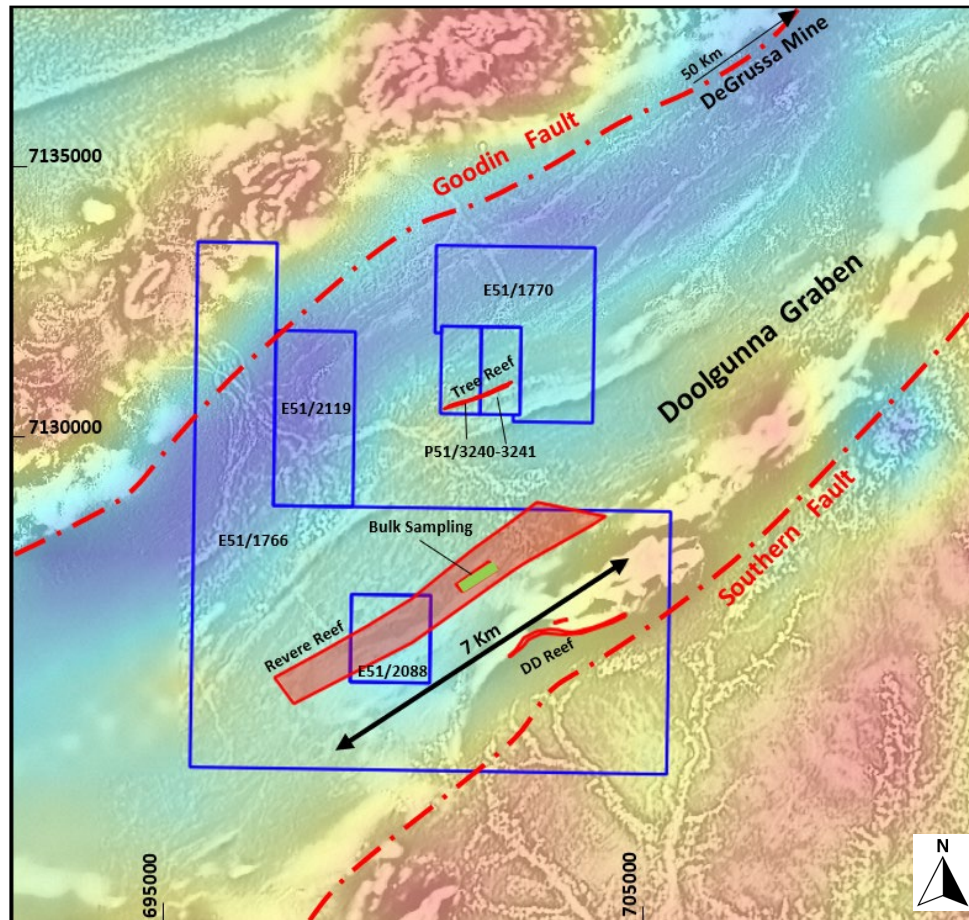 50 Km
DeGrussa Mine
Goodin Fault
7135000
E51/1770
Doolgunna Graben
Tree Reef
E51/2119
7130000
P51/3240-3241
Bulk Sampling
E51/1766
Southern Fault
Revere Reef
7 Km
DD Reef
E51/2088
N
695000
705000